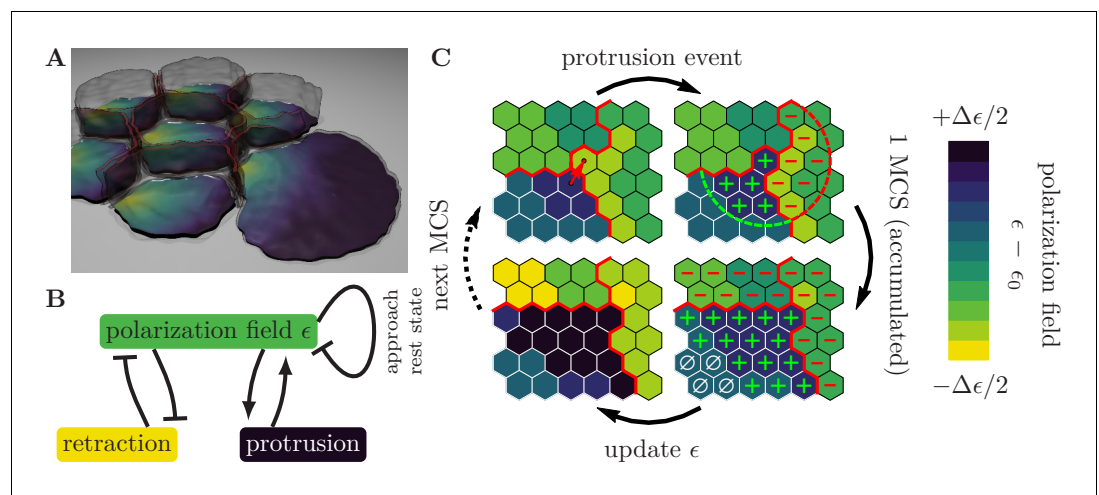 A
B
polarization field ϵ
approach
rest state
retraction
protrusion
C
protrusion event
1 MCS (accumulated)
update ϵ
next MCS
− − − − − − − −
+ + + + +
− − − − − − − − − − −
+ + + + + + + + + + + + + + + +
∅ ∅ ∅ ∅
+Δϵ/2
−Δϵ/2
ϵ − ϵ₀
polarization field